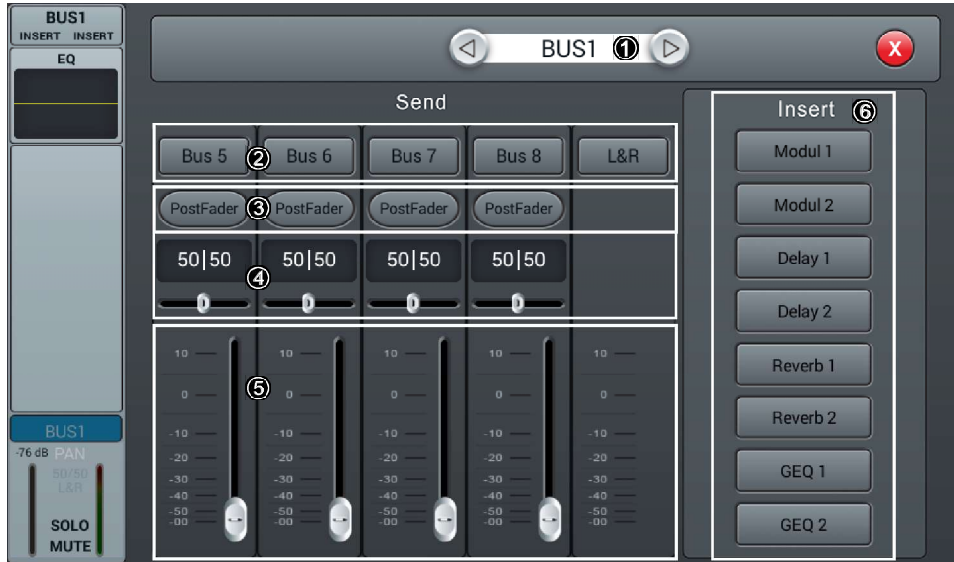 BUS1
INSERT INSERT
EQ
BUS1
-76 dB PAN
50/50
L&R
SOLO
MUTE
BUS1 ①
X
Send
Bus 5 ② Bus 6 Bus 7 Bus 8 L&R
PostFader ③ PostFader PostFader PostFader
50|50 ④ 50|50 50|50 50|50
⑤
10 10 10 10 10
0 0 0 0 0
-10 -10 -10 -10 -10
-20 -20 -20 -20 -20
-30 -30 -30 -30 -30
-40 -40 -40 -40 -40
-50 -50 -50 -50 -50
-00 -00 -00 -00 -00
Insert ⑥
Modul 1
Modul 2
Delay 1
Delay 2
Reverb 1
Reverb 2
GEQ 1
GEQ 2